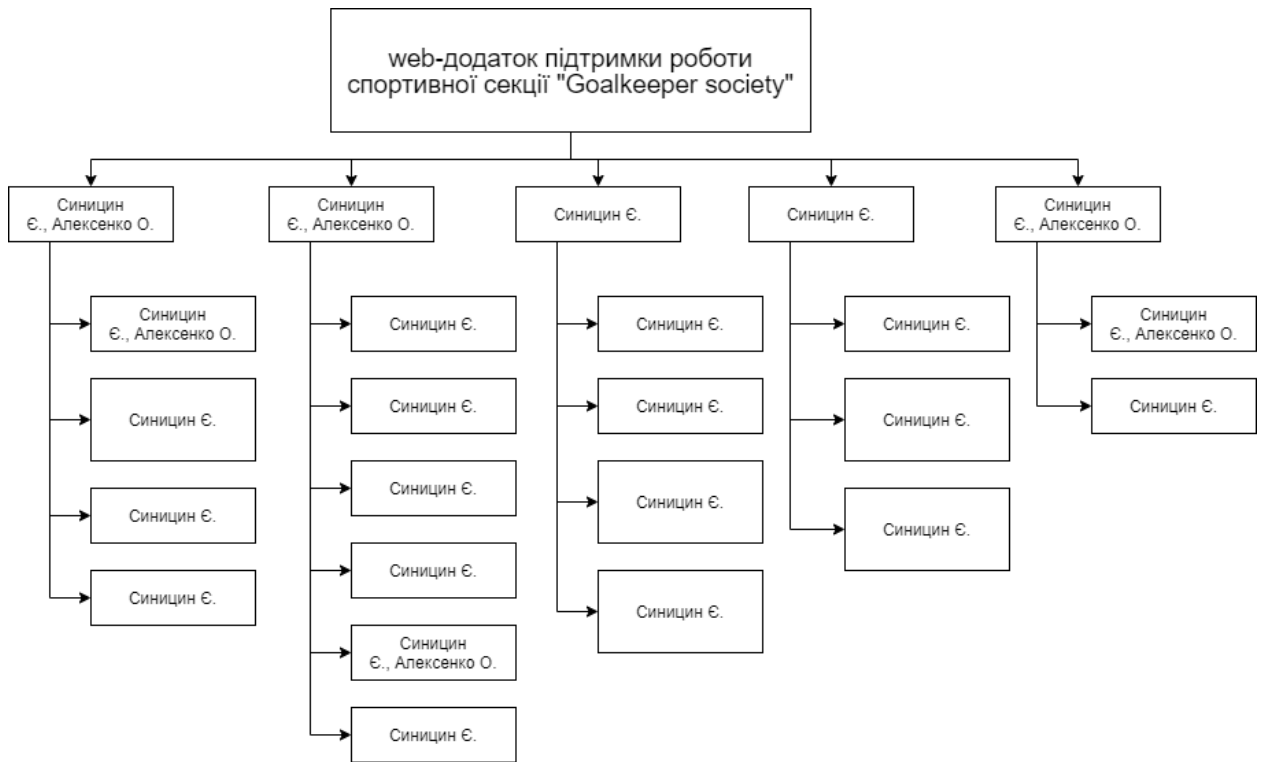 web-додаток підтримки роботи
спортивної секції "Goalkeeper society"
Синицин
Є., Алексенко О.
Синицин
Є., Алексенко О.
Синицин Є.
Синицин Є.
Синицин
Є., Алексенко О.
Синицин
Є., Алексенко О.
Синицин Є.
Синицин Є.
Синицин Є.
Синицин Є.
Синицин Є.
Синицин Є.
Синицин Є.
Синицин Є.
Синицин
Є., Алексенко О.
Синицин Є.
Синицин Є.
Синицин Є.
Синицин Є.
Синицин Є.
Синицин Є.
Синицин Є.
Синицин Є.
Синицин
Є., Алексенко О.
Синицин Є.